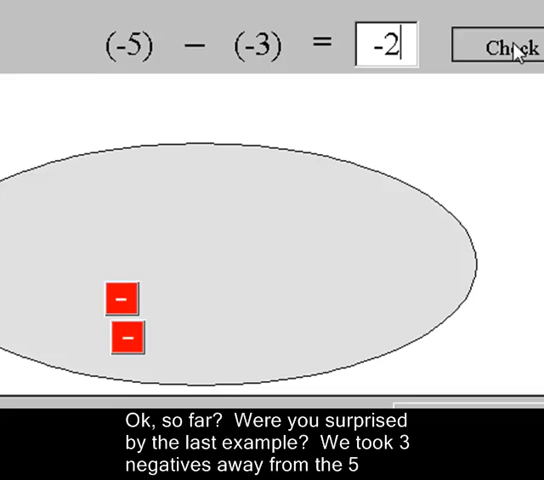 (-5) − (-3) = -2
Check
−
−
Ok, so far? Were you surprised
by the last example? We took 3
negatives away from the 5